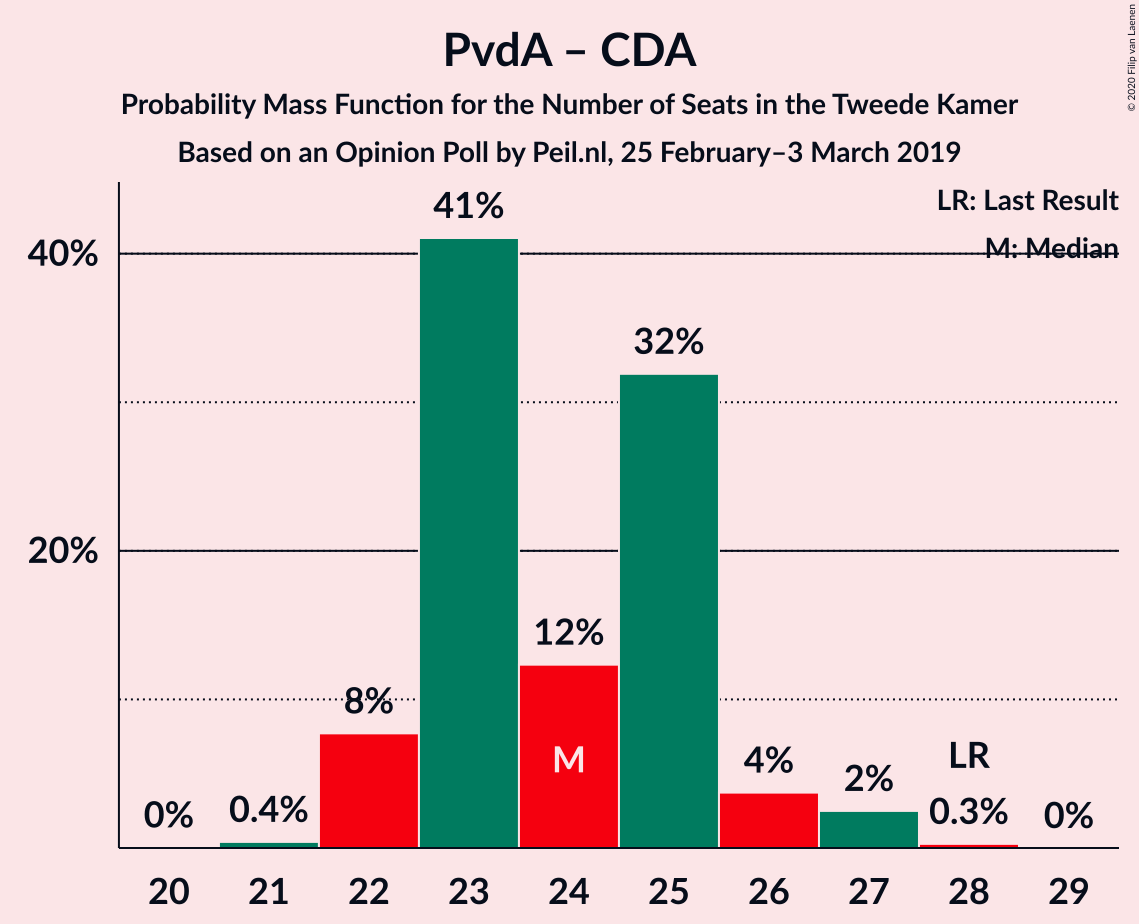 PvdA – CDA
Probability Mass Function for the Number of Seats in the Tweede Kamer
Based on an Opinion Poll by Peil.nl, 25 February–3 March 2019
© 2020 Filip van Laenen
LR: Last Result
M: Median
40%
20%
0%
0.4%
8%
41%
12%
M
32%
4%
2%
LR
0.3%
0%
20 21 22 23 24 25 26 27 28 29